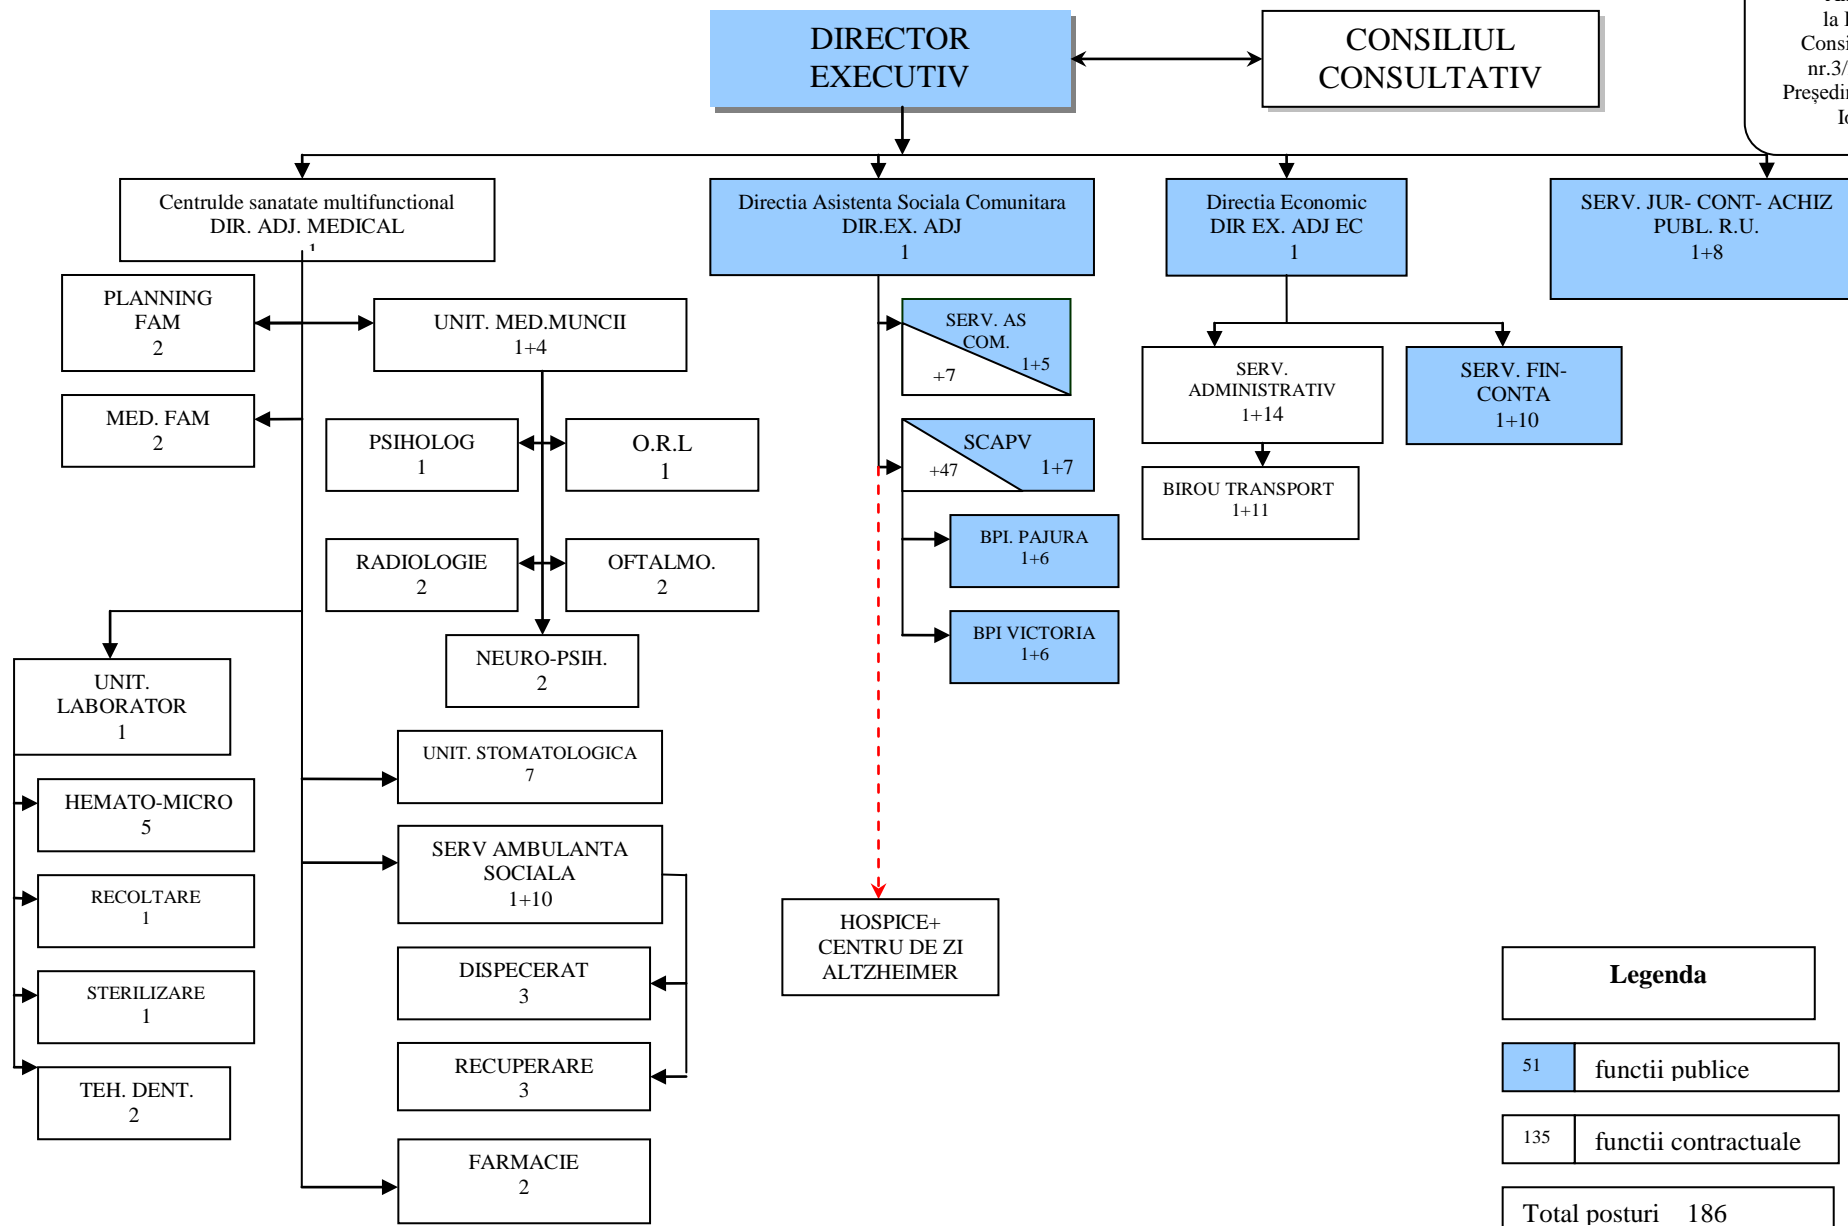 DIRECTOR
EXECUTIV
CONSILIUL
CONSULTATIV
la
Consi
nr.3/
Președin
Centrulde sanatate multifunctional
DIR. ADJ. MEDICAL
1
Directia Asistenta Sociala Comunitara
DIR.EX. ADJ
1
Directia Economic
DIR EX. ADJ EC
1
SERV. JUR- CONT- ACHIZ
PUBL. R.U.
1+8
PLANNING
FAM
2
UNIT. MED.MUNCII
1+4
MED. FAM
2
PSIHOLOG
1
O.R.L
1
RADIOLOGIE
2
OFTALMO.
2
NEURO-PSIH.
2
SERV. AS
COM.
1+5
+7
SCAPV
+47
1+7
BPI. PAJURA
1+6
BPI VICTORIA
1+6
SERV.
ADMINISTRATIV
1+14
SERV. FIN-
CONTA
1+10
BIROU TRANSPORT
1+11
UNIT.
LABORATOR
1
HEMATO-MICRO
5
RECOLTARE
1
STERILIZARE
1
TEH. DENT.
2
UNIT. STOMATOLOGICA
7
SERV AMBULANTA
SOCIALA
1+10
DISPECERAT
3
RECUPERARE
3
FARMACIE
2
HOSPICE+
CENTRU DE ZI
ALTZHEIMER
Legenda
51 functii publice
135 functii contractuale
Total posturi 186